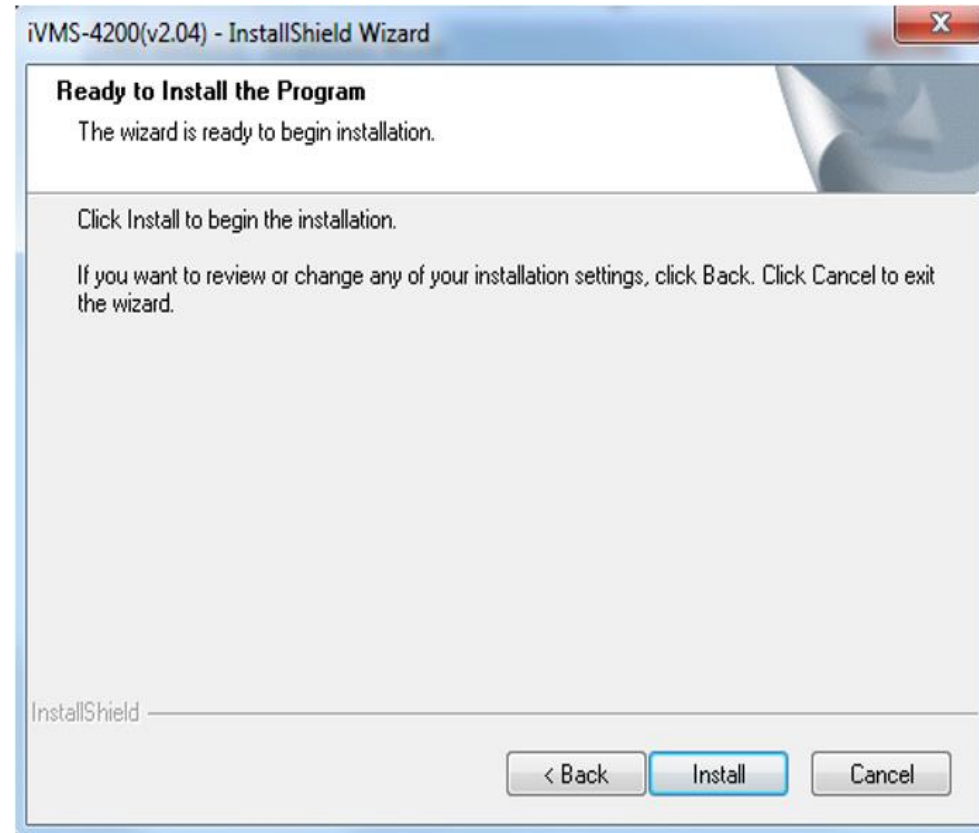 iVMS-4200(v2.04) - InstallShield Wizard
Ready to Install the Program
The wizard is ready to begin installation.
Click Install to begin the installation.
If you want to review or change any of your installation settings, click Back. Click Cancel to exit
the wizard.
InstallShield
< Back
Install
Cancel